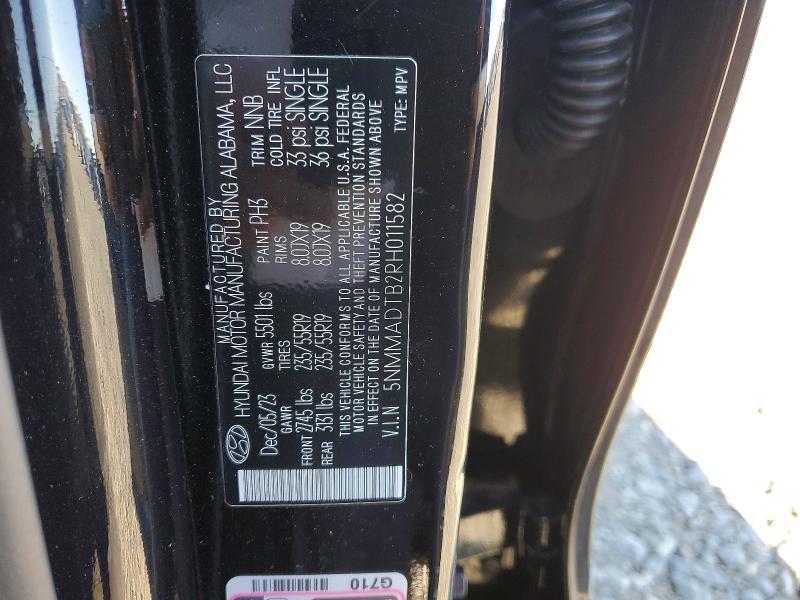 MANUFACTURED BY
HYUNDAI MOTOR MANUFACTURING ALABAMA, LLC
Dec/05/23 GVWR 5501 lbs PAINT PH3 TRIM NNB
GAWR TIRES RIMS COLD TIRE INFL
FRONT 2745 lbs 235/55R19 8.0JX19 33 psi SINGLE
REAR 3131 lbs 235/55R19 8.0JX19 36 psi SINGLE
THIS VEHICLE CONFORMS TO ALL APPLICABLE U.S.A. FEDERAL
MOTOR VEHICLE SAFETY AND THEFT PREVENTION STANDARDS
IN EFFECT ON THE DATE OF MANUFACTURE SHOWN ABOVE
V.I.N 5NMMADTB2RH011582 TYPE: MPV
G710